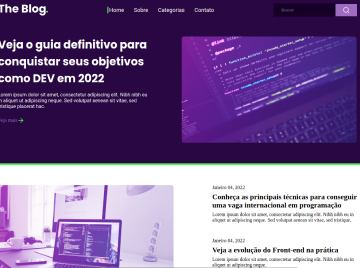 The Blog.
Home Sobre Categorias Contato
Buscar
Veja o guia definitivo para
conquistar seus objetivos
como DEV em 2022
Lorem ipsum dolor sit amet, consectetur adipiscing elit. Nibh nibh eu
in aliquet ut adipiscing neque. Sed volutpat aenean sit vitae, sed
tristique placerat hac.
Veja mais
Janeiro 04, 2022
Conheça as principais técnicas para conseguir
uma vaga internacional em programação
Lorem ipsum dolor sit amet, consectetur adipiscing elit. Nibh nibh eu in
aliquet ut adipiscing neque. Sed volutpat aenean sit vitae, sed tristique.
Janeiro 04, 2022
Veja a evolução do Front-end na prática
Lorem ipsum dolor sit amet, consectetur adipiscing elit. Nibh nibh eu in
aliquet ut adipiscing neque.